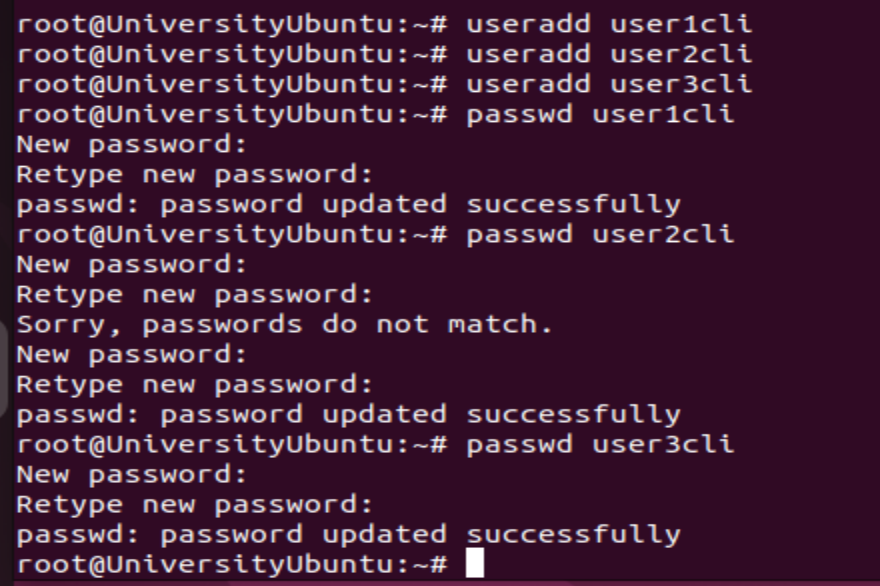 root@UniversityUbuntu:~# useradd user1cli
root@UniversityUbuntu:~# useradd user2cli
root@UniversityUbuntu:~# useradd user3cli
root@UniversityUbuntu:~# passwd user1cli
New password:
Retype new password:
passwd: password updated successfully
root@UniversityUbuntu:~# passwd user2cli
New password:
Retype new password:
Sorry, passwords do not match.
New password:
Retype new password:
passwd: password updated successfully
root@UniversityUbuntu:~# passwd user3cli
New password:
Retype new password:
passwd: password updated successfully
root@UniversityUbuntu:~#